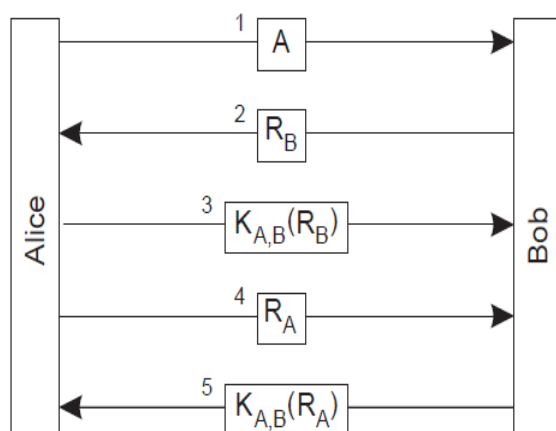 1 A
2 R_B
Alice
3 K_A,B(R_B)
Bob
4 R_A
5 K_A,B(R_A)